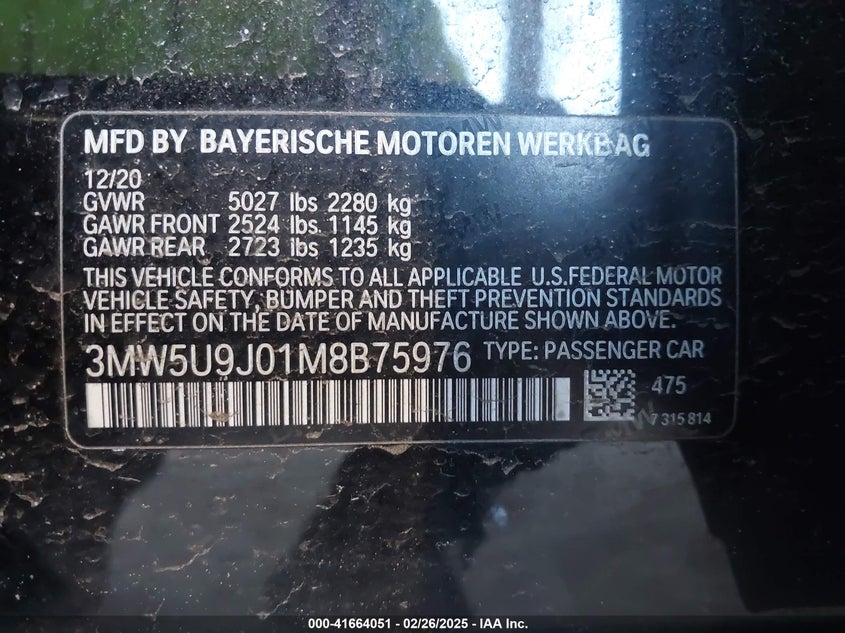 MFD BY BAYERISCHE MOTOREN WERKE AG
12/20
GVWR 5027 lbs 2280 kg
GAWR FRONT 2524 lbs. 1145 kg
GAWR REAR 2723 lbs 1235 kg
THIS VEHICLE CONFORMS TO ALL APPLICABLE U.S.FEDERAL MOTOR
VEHICLE SAFETY, BUMPER AND THEFT PREVENTION STANDARDS
IN EFFECT ON THE DATE OF MANUFACTURE SHOWN ABOVE.
3MW5U9J01M8B75976 TYPE: PASSENGER CAR
475
7 315 814
000-41664051 / 02/26/2025 - IAA Inc.